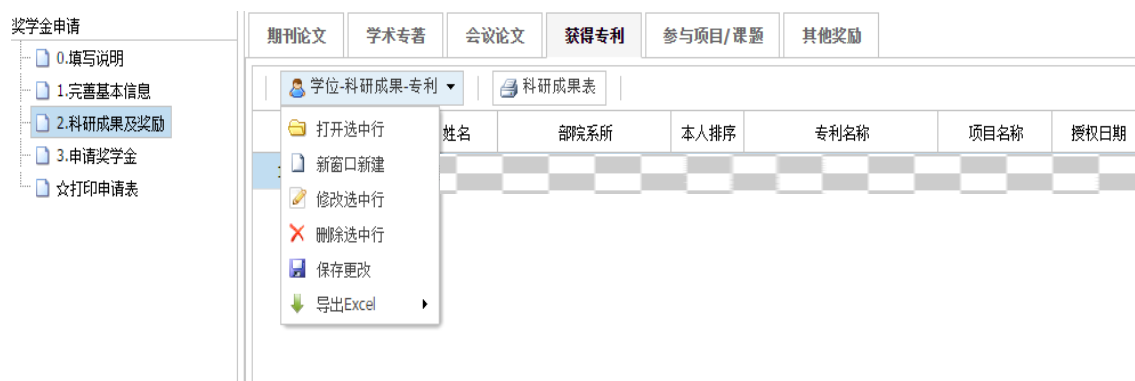 奖学金申请
0.填写说明
1.完善基本信息
2.科研成果及奖励
3.申请奖学金
☆打印申请表
期刊论文 学术专著 会议论文 获得专利 参与项目/课题 其他奖励
学位-科研成果-专利 科研成果表
姓名 部院系所 本人排序 专利名称 项目名称 授权日期
打开选中行
新窗口新建
修改选中行
删除选中行
保存更改
导出Excel